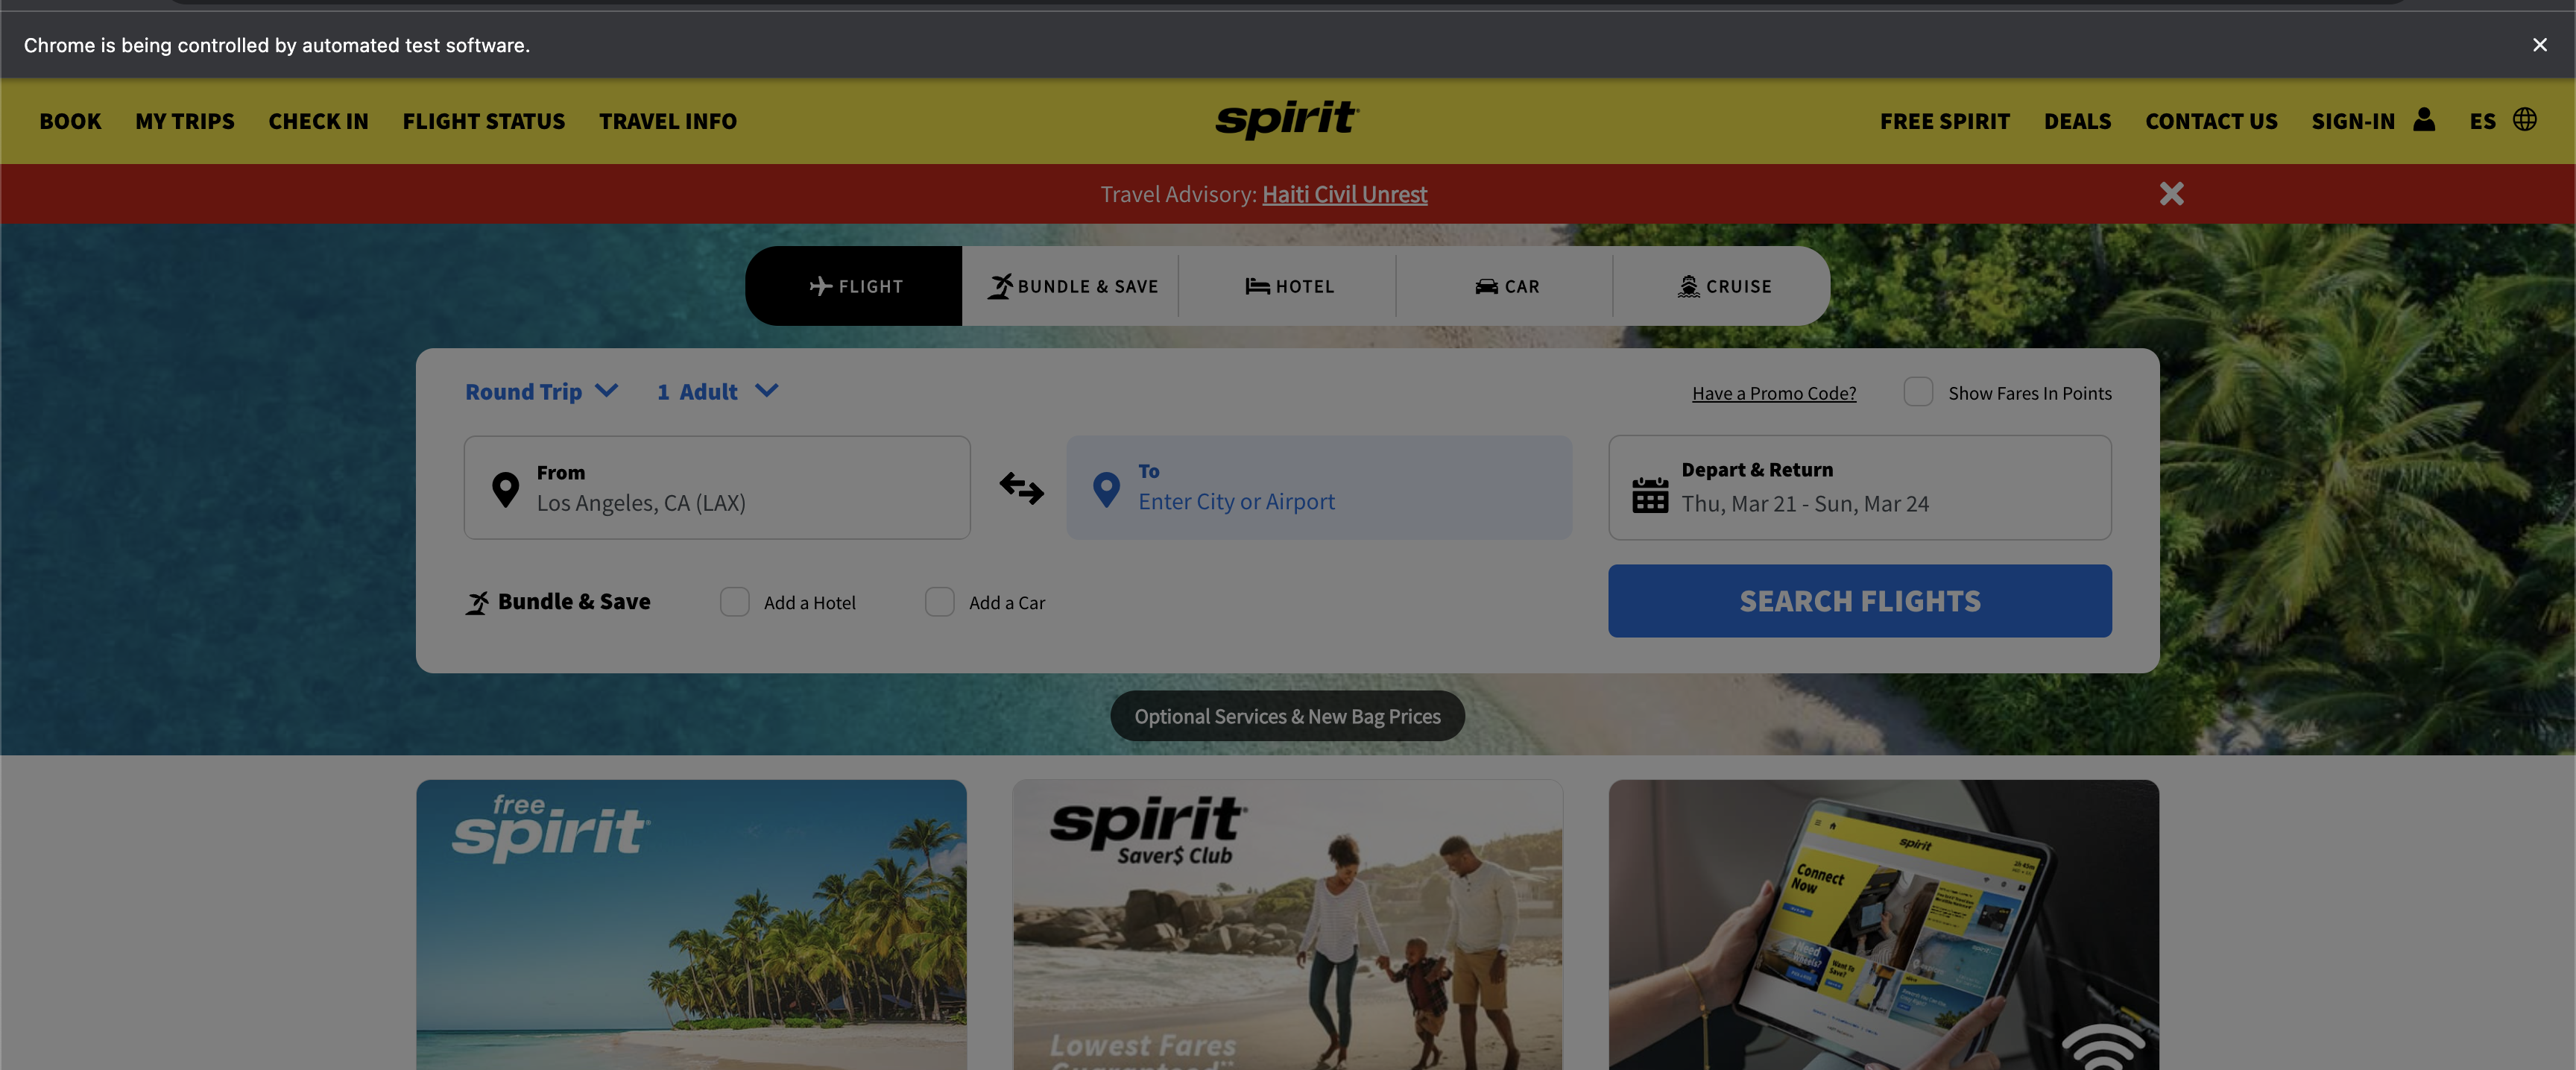 Chrome is being controlled by automated test software.
BOOK MY TRIPS CHECK IN FLIGHT STATUS TRAVEL INFO spirit FREE SPIRIT DEALS CONTACT US SIGN-IN ES
Travel Advisory: Haiti Civil Unrest
FLIGHT BUNDLE & SAVE HOTEL CAR CRUISE
Round Trip 1 Adult Have a Promo Code? Show Fares In Points
From
Los Angeles, CA (LAX)
To
Enter City or Airport
Depart & Return
Thu, Mar 21 - Sun, Mar 24
Bundle & Save Add a Hotel Add a Car SEARCH FLIGHTS
Optional Services & New Bag Prices
free
spirit
spirit
Saver$ Club
Lowest Fares
spirit
Connect
Now